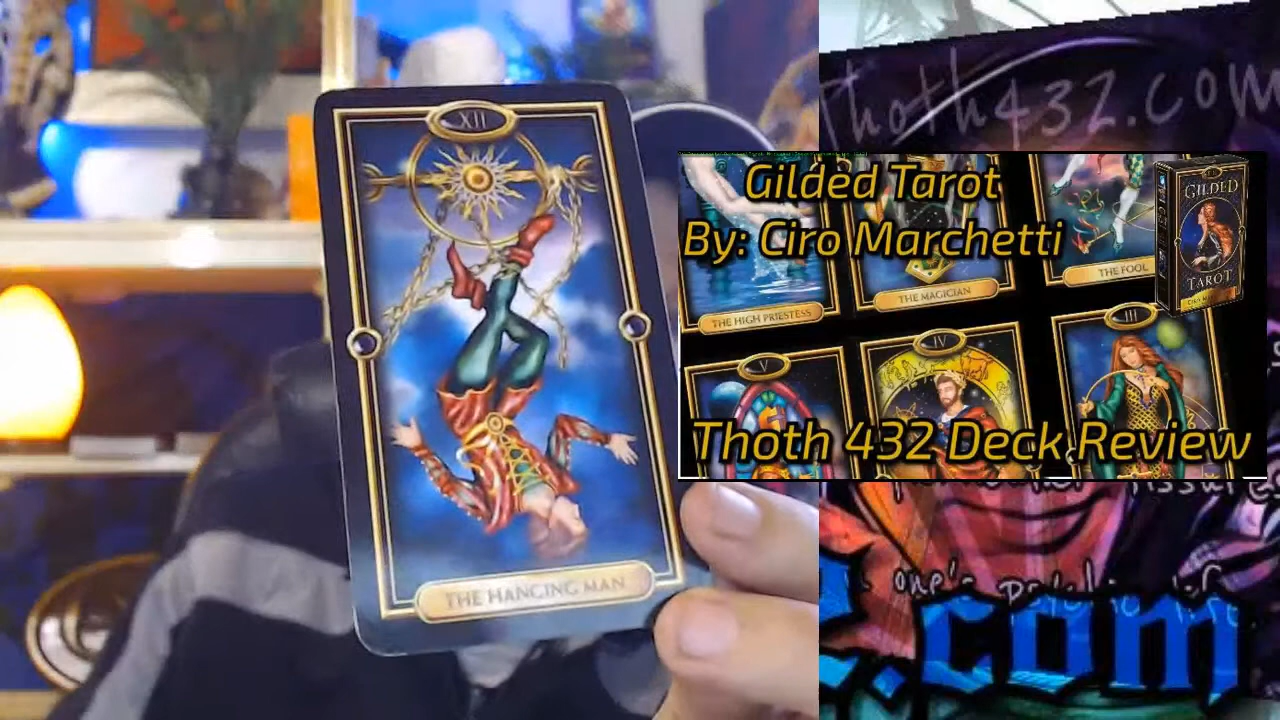 XII
THE HANGING MAN
Thoth432.com
Gilded Tarot
By: Ciro Marchetti
GILDED
TAROT
THE FOOL
THE MAGICIAN
THE HIGH PRIESTESS
III
IV
V
Thoth 432 Deck Review
one's
.com